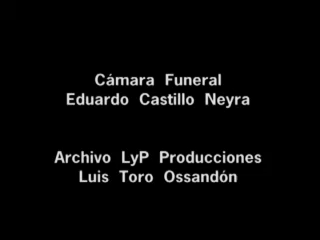 Cámara Funeral
Eduardo Castillo Neyra
Archivo LyP Producciones
Luis Toro Ossandón